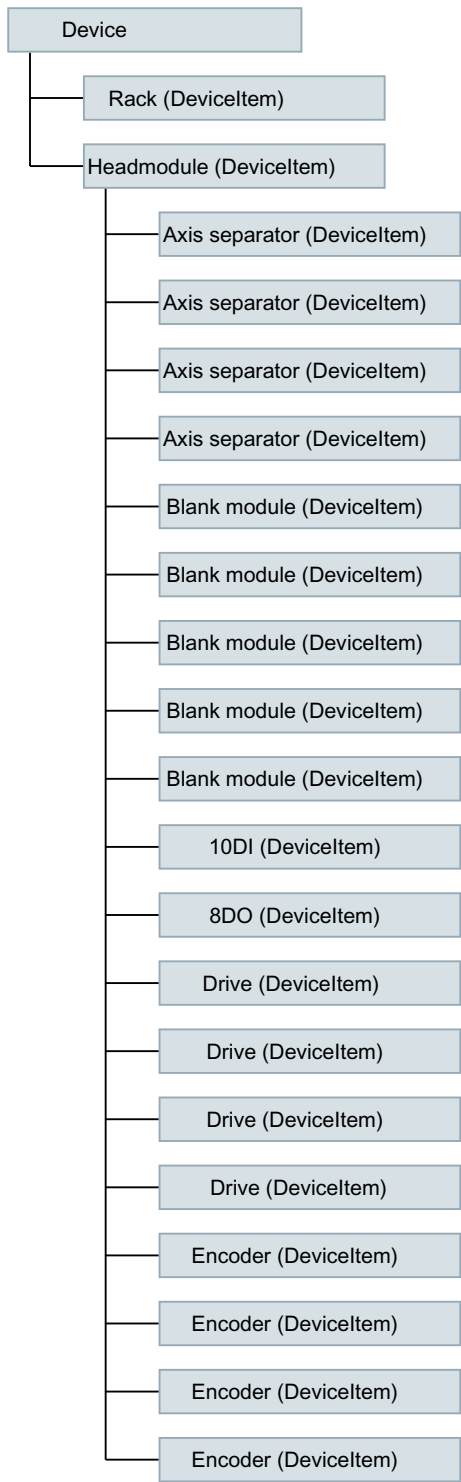 Device
Rack (DeviceItem)
Headmodule (DeviceItem)
Axis separator (DeviceItem)
Axis separator (DeviceItem)
Axis separator (DeviceItem)
Axis separator (DeviceItem)
Blank module (DeviceItem)
Blank module (DeviceItem)
Blank module (DeviceItem)
Blank module (DeviceItem)
Blank module (DeviceItem)
10DI (DeviceItem)
8DO (DeviceItem)
Drive (DeviceItem)
Drive (DeviceItem)
Drive (DeviceItem)
Drive (DeviceItem)
Encoder (DeviceItem)
Encoder (DeviceItem)
Encoder (DeviceItem)
Encoder (DeviceItem)